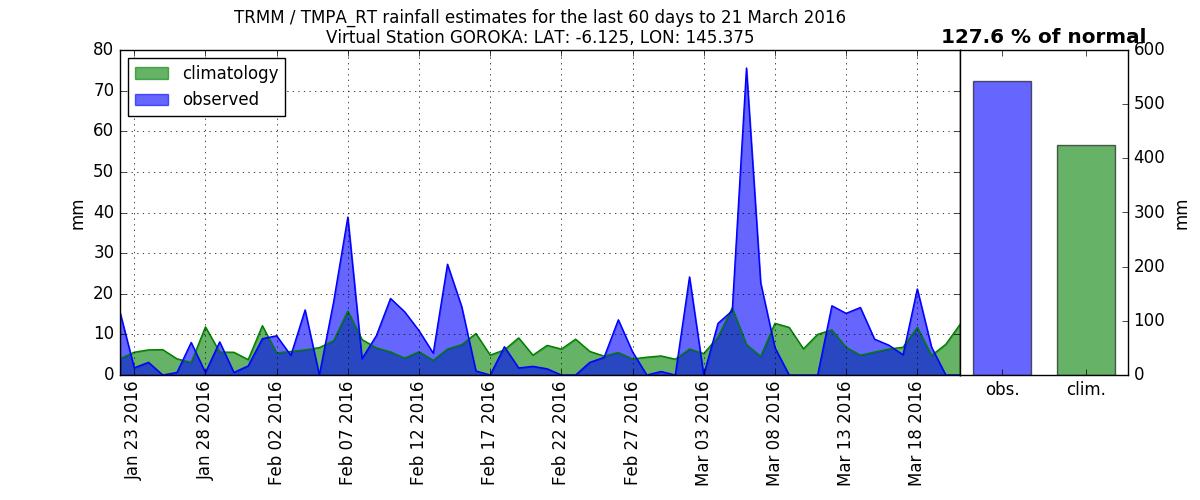 TRMM / TMPA_RT rainfall estimates for the last 60 days to 21 March 2016
Virtual Station GOROKA: LAT: -6.125, LON: 145.375
127.6 % of normal
climatology
observed
mm
80
70
60
50
40
30
20
10
0
Jan 23 2016
Jan 28 2016
Feb 02 2016
Feb 07 2016
Feb 12 2016
Feb 17 2016
Feb 22 2016
Feb 27 2016
Mar 03 2016
Mar 08 2016
Mar 13 2016
Mar 18 2016
obs.
clim.
600
500
400
300
200
100
0
mm